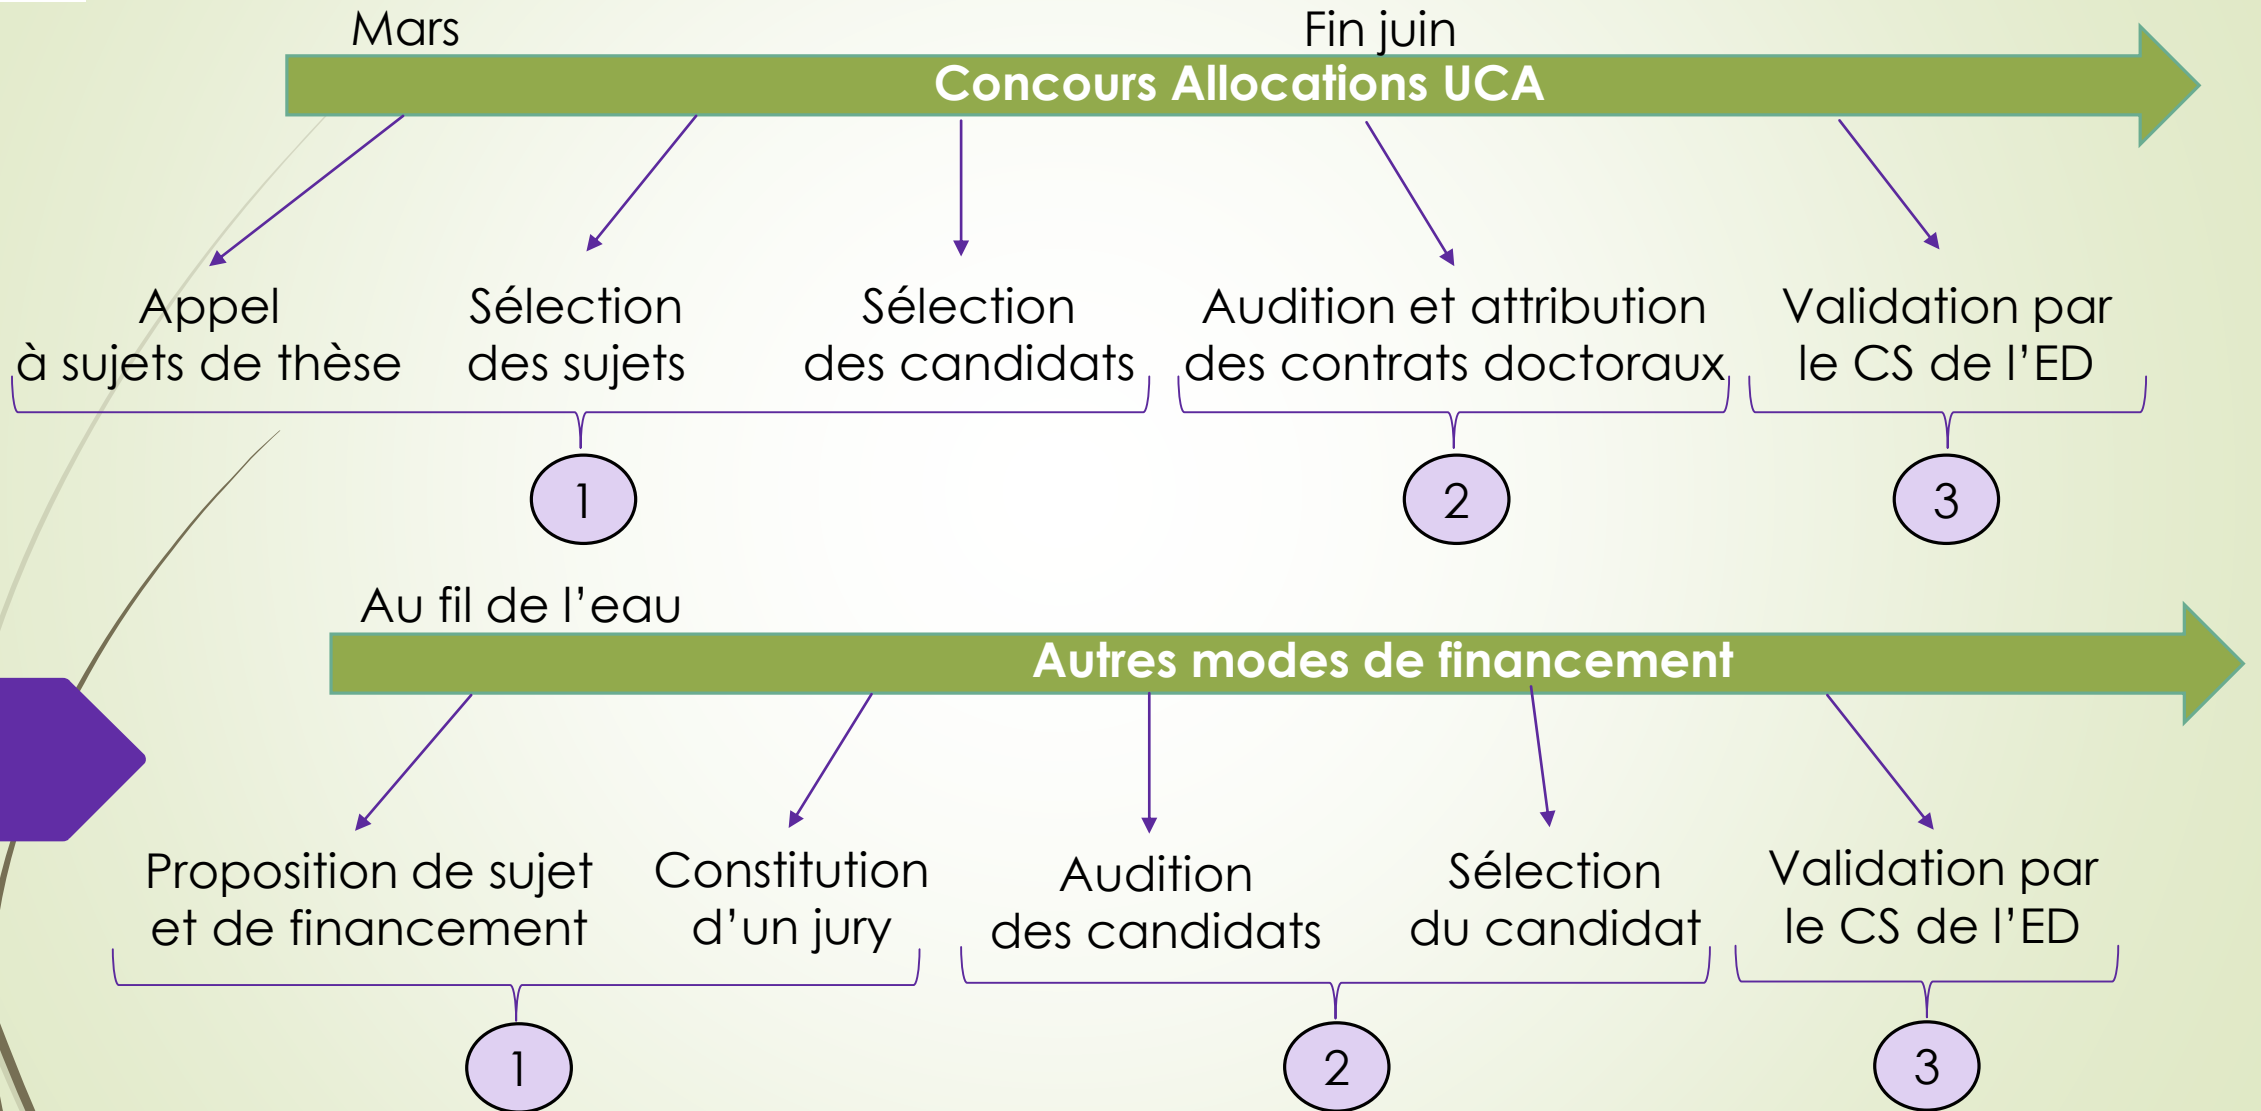 Mars
Fin juin
Concours Allocations UCA
Appel
à sujets de thèse
Sélection
des sujets
Sélection
des candidats
Audition et attribution
des contrats doctoraux
Validation par
le CS de l’ED
1
2
3
Au fil de l’eau
Autres modes de financement
Proposition de sujet
et de financement
Constitution
d’un jury
Audition
des candidats
Sélection
du candidat
Validation par
le CS de l’ED
1
2
3